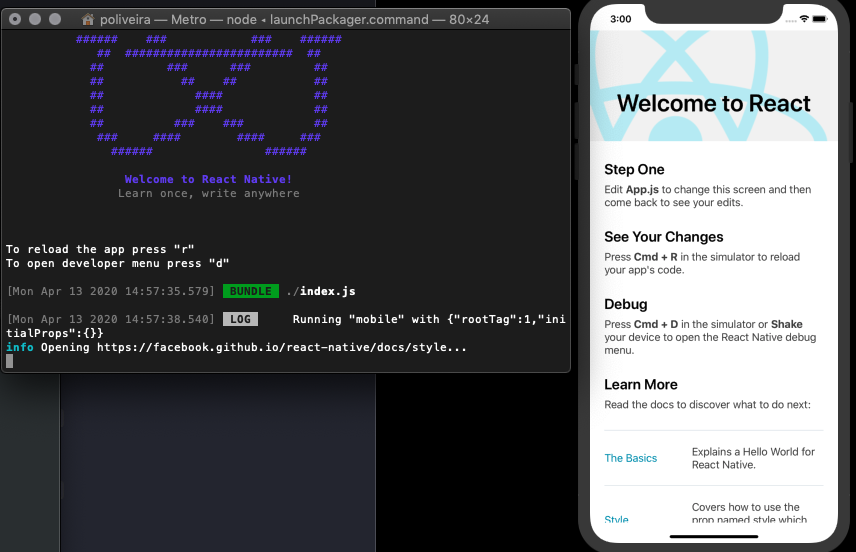 poliveira — Metro — node ◂ launchPackager.command — 80×24
######    ###            ###    ######
##  ########################  ##
##         ###      ###         ##
##           ##    ##           ##
##             ####             ##
##             ####             ##
##          ###    ###          ##
###     ####        ####     ###
######                ######
Welcome to React Native!
Learn once, write anywhere
To reload the app press "r"
To open developer menu press "d"
[Mon Apr 13 2020 14:57:35.579] BUNDLE ./index.js
[Mon Apr 13 2020 14:57:38.540] LOG Running "mobile" with {"rootTag":1,"ini
tialProps":{}}
info Opening https://facebook.github.io/react-native/docs/style...
3:00
Welcome to React
Step One
Edit App.js to change this screen and then
come back to see your edits.
See Your Changes
Press Cmd + R in the simulator to reload
your app's code.
Debug
Press Cmd + D in the simulator or Shake
your device to open the React Native debug
menu.
Learn More
Read the docs to discover what to do next:
The Basics
Explains a Hello World for
React Native.
Style
Covers how to use the
prop named style which